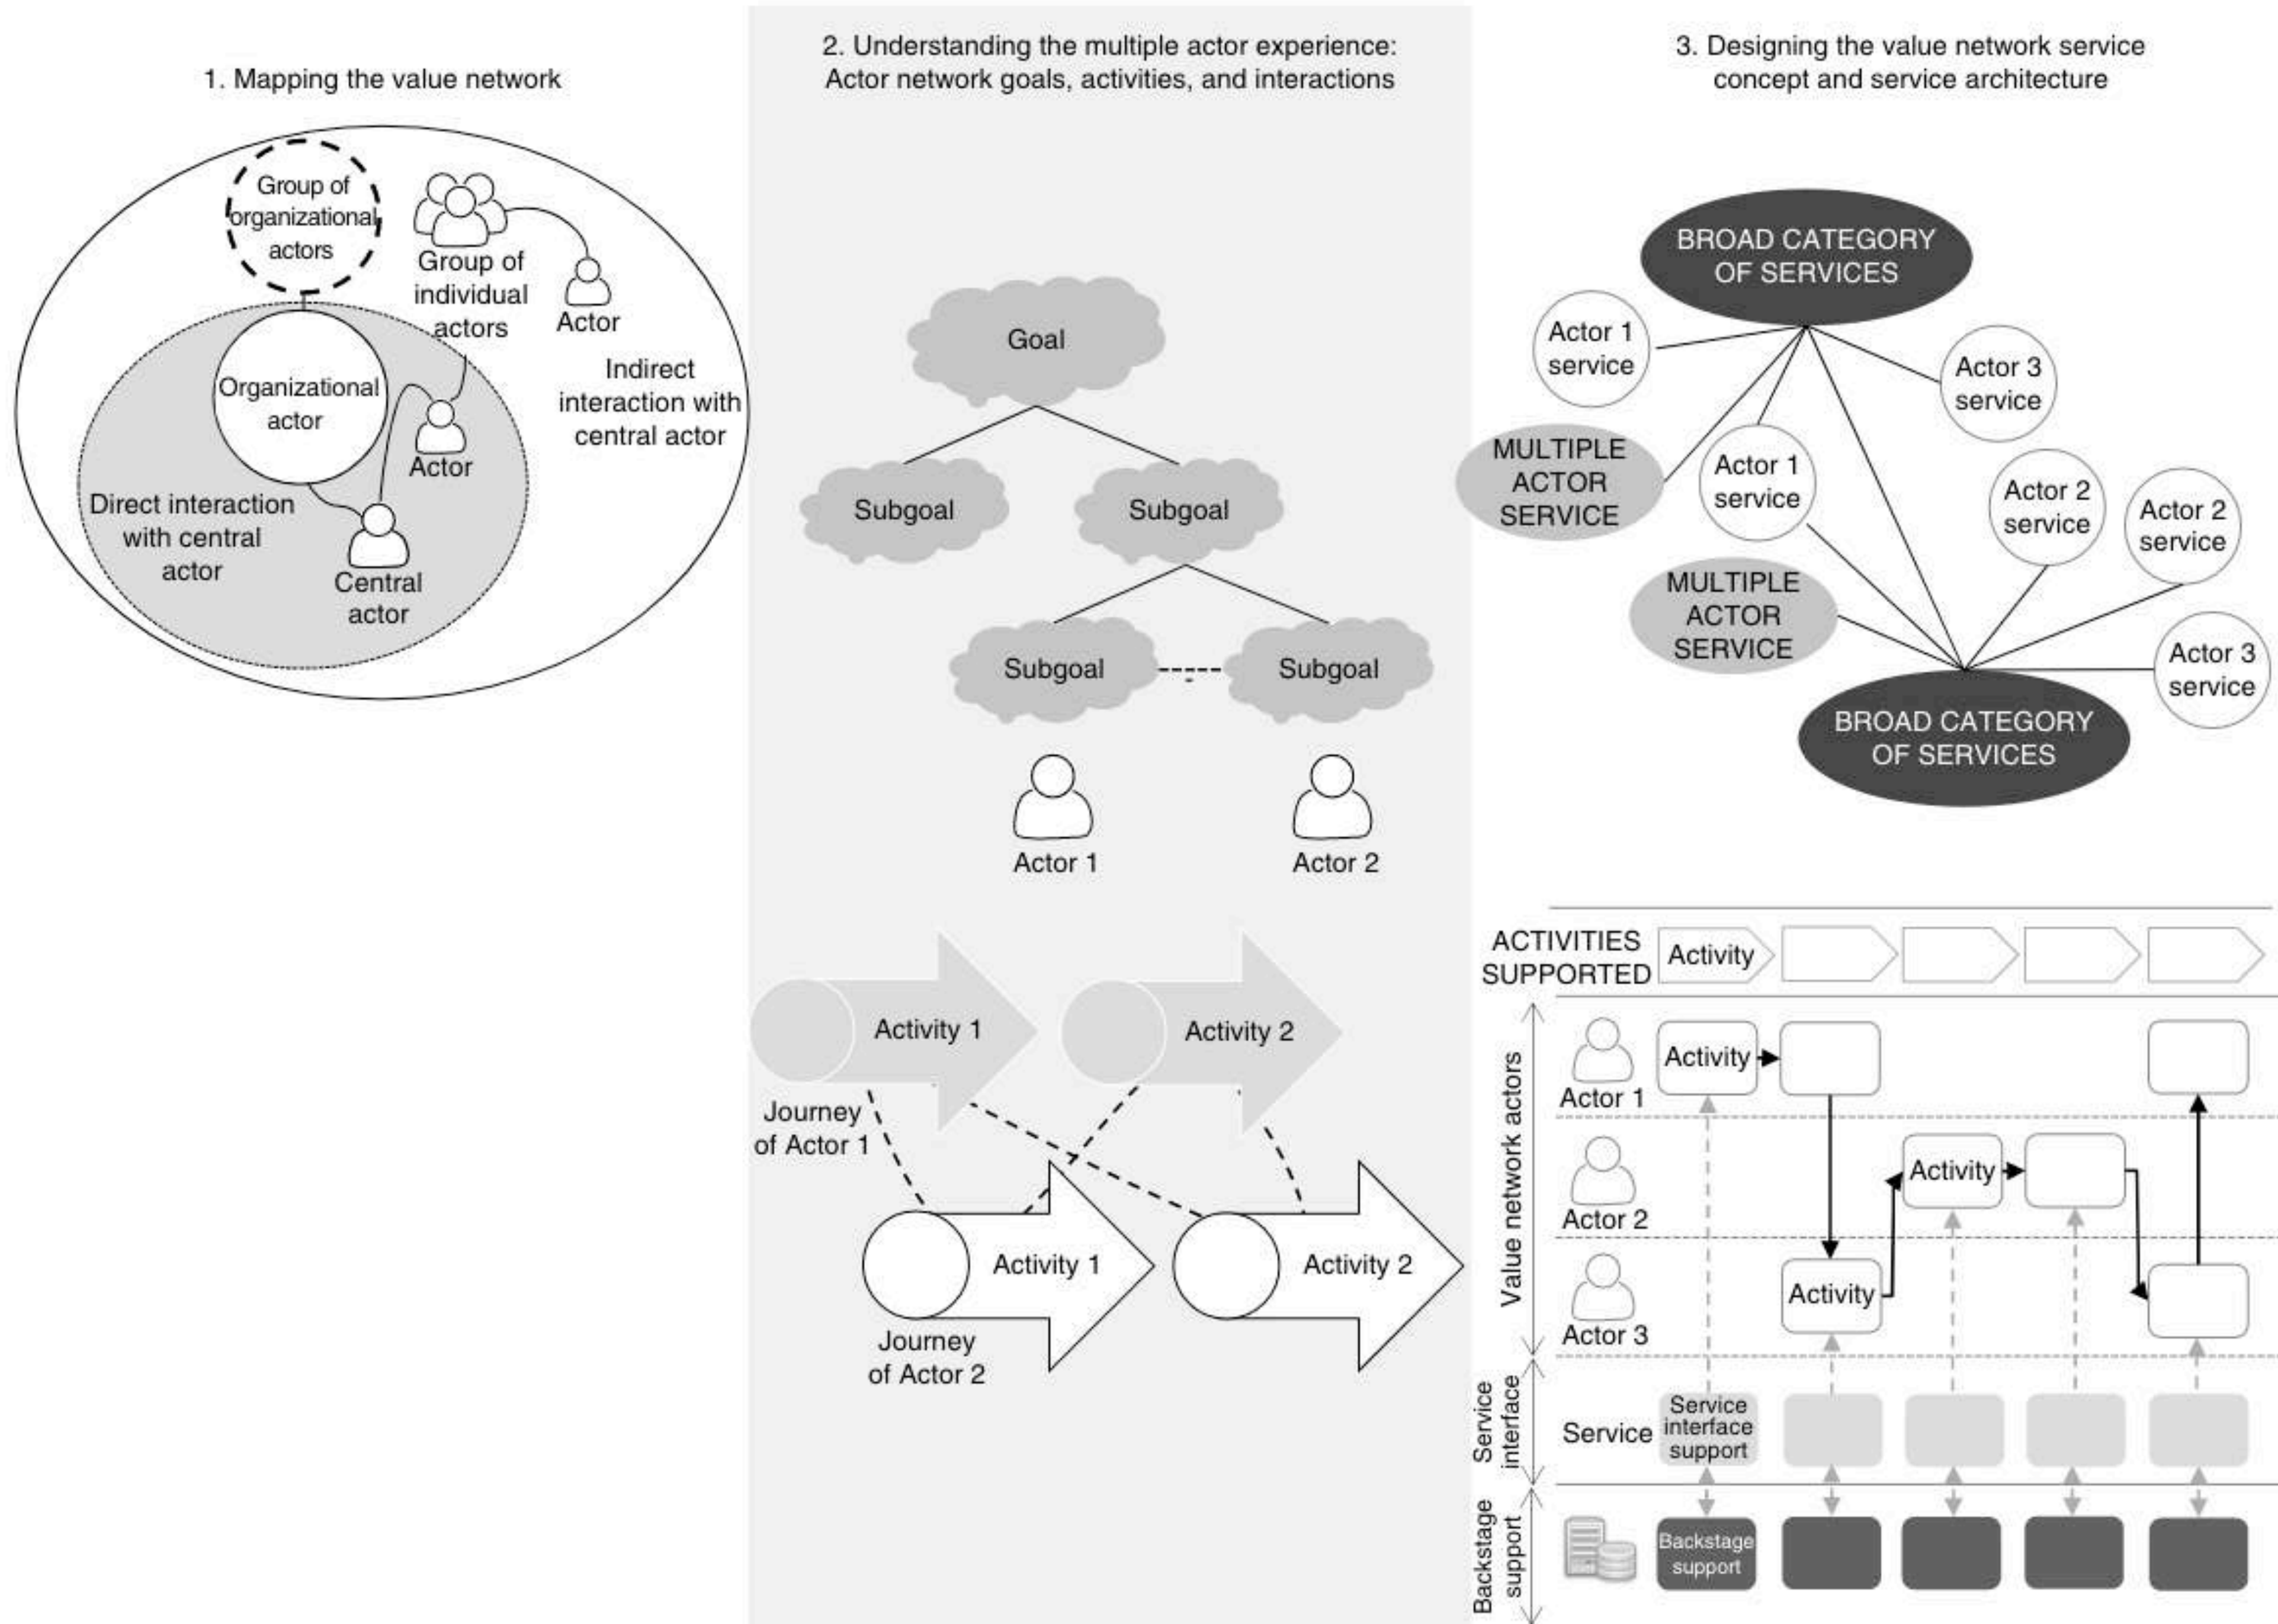 1. Mapping the value network
Group of
organizational
actors
Group of
individual
actors
Actor
Indirect
interaction with
central actor
Organizational
actor
Actor
Direct interaction
with central
actor
Central
actor
2. Understanding the multiple actor experience:
Actor network goals, activities, and interactions
Goal
Subgoal
Subgoal
Subgoal
Subgoal
Actor 1
Actor 2
Activity 1
Activity 2
Journey
of Actor 1
Activity 1
Activity 2
Journey
of Actor 2
3. Designing the value network service
concept and service architecture
BROAD CATEGORY
OF SERVICES
Actor 1
service
Actor 3
service
MULTIPLE
ACTOR
SERVICE
Actor 1
service
Actor 2
service
Actor 2
service
MULTIPLE
ACTOR
SERVICE
Actor 3
service
BROAD CATEGORY
OF SERVICES
ACTIVITIES
SUPPORTED
Activity
Value network actors
Actor 1
Activity
Actor 2
Activity
Actor 3
Activity
Service
interface
Service
Service
interface
support
Backstage
support
Backstage
support